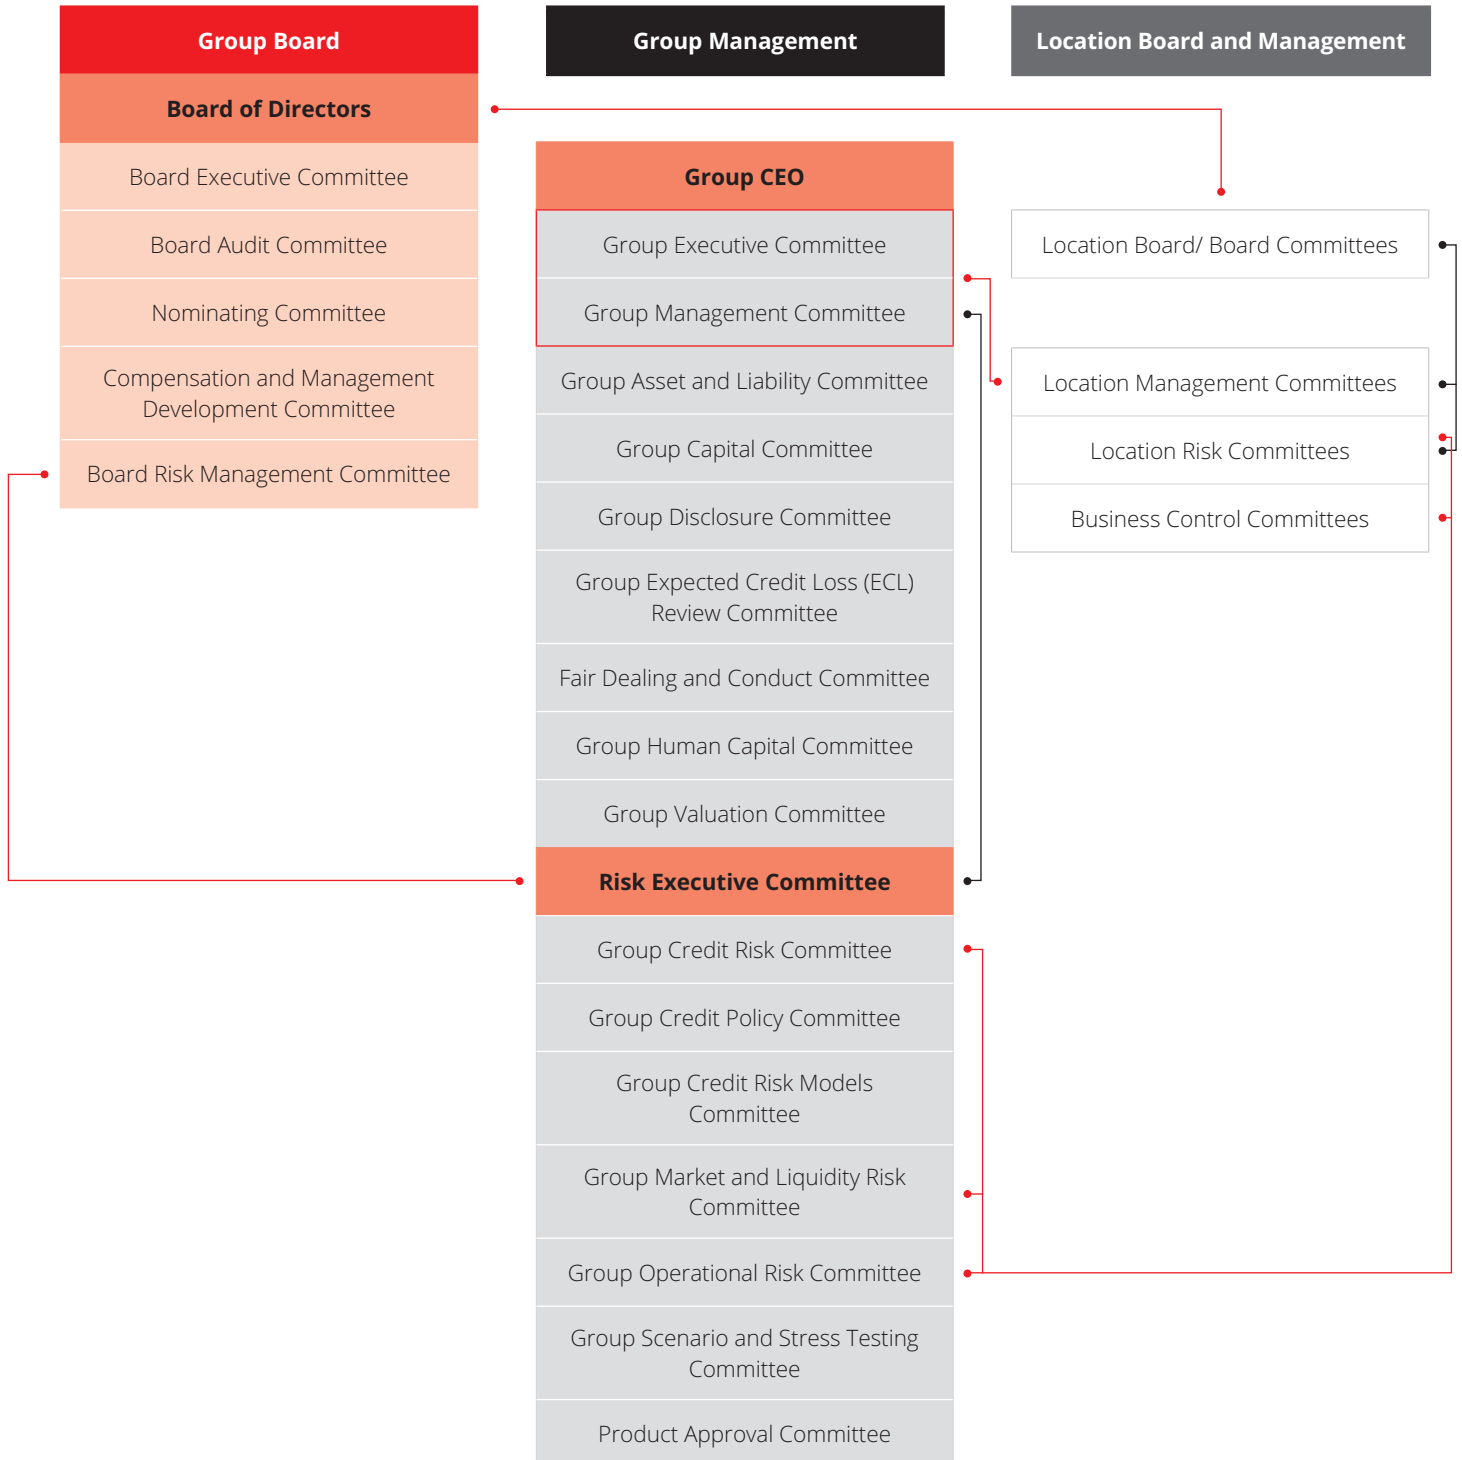 Group Board
Board of Directors
Board Executive Committee
Board Audit Committee
Nominating Committee
Compensation and Management
Development Committee
Board Risk Management Committee
Group Management
Group CEO
Group Executive Committee
Group Management Committee
Group Asset and Liability Committee
Group Capital Committee
Group Disclosure Committee
Group Expected Credit Loss (ECL)
Review Committee
Fair Dealing and Conduct Committee
Group Human Capital Committee
Group Valuation Committee
Risk Executive Committee
Group Credit Risk Committee
Group Credit Policy Committee
Group Credit Risk Models
Committee
Group Market and Liquidity Risk
Committee
Group Operational Risk Committee
Group Scenario and Stress Testing
Committee
Product Approval Committee
Location Board and Management
Location Board/ Board Committees
Location Management Committees
Location Risk Committees
Business Control Committees